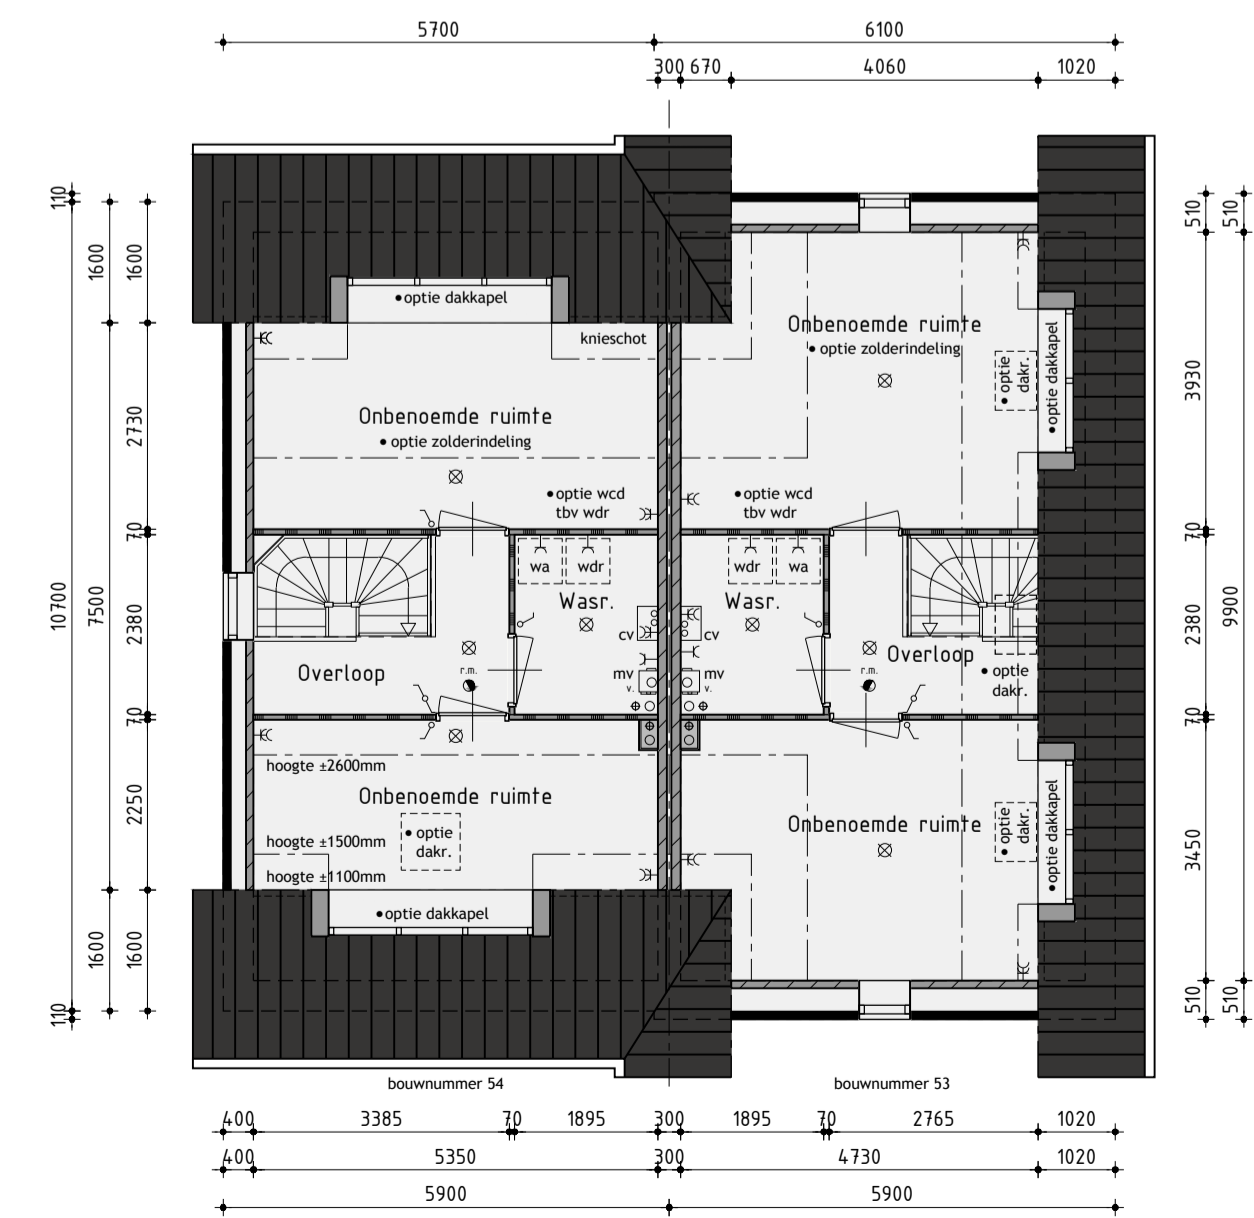 5700
6100
300 670
4060
1020
110
1600
1600
2730
70
10700
7500
2380
70
2250
1600
1600
110
510
510
3930
70
2380
9900
70
3450
510
510
•optie dakkapel
knieschot
Onbenoemde ruimte
• optie zolderindeling
•optie wcd
tbv wdr
Onbenoemde ruimte
• optie zolderindeling
• optie
dakr.
•optie dakkapel
•optie wcd
tbv wdr
wa
wdr
Wasr.
cv
mv
v.
Overloop
r.m.
wdr
wa
Wasr.
cv
mv
v.
Overloop
r.m.
• optie
dakr.
hoogte ±2600mm
Onbenoemde ruimte
hoogte ±1500mm
• optie
dakr.
hoogte ±1100mm
•optie dakkapel
Onbenoemde ruimte
• optie
dakr.
•optie dakkapel
bouwnummer 54
bouwnummer 53
400
3385
70
1895
300
1895
70
2765
1020
400
5350
300
4730
1020
5900
5900